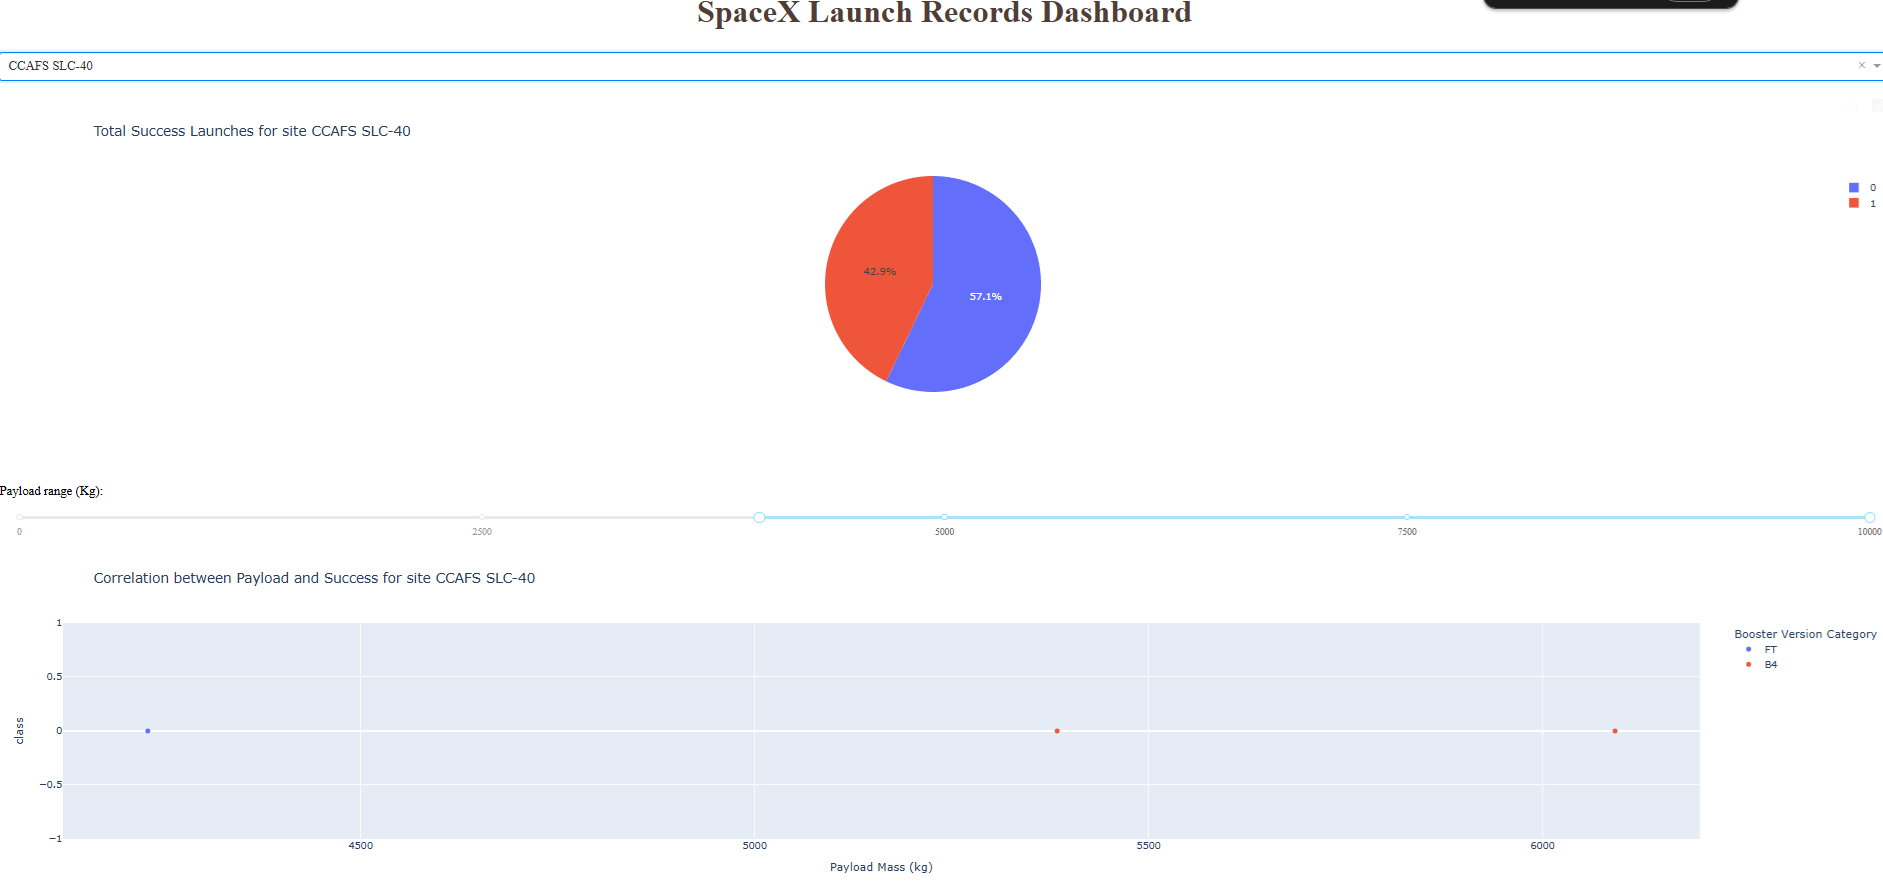 SpaceX Launch Records Dashboard
CCAFS SLC-40
Total Success Launches for site CCAFS SLC-40
0
1
42.9%
57.1%
Payload range (Kg):
0 2500 5000 7500 10000
Correlation between Payload and Success for site CCAFS SLC-40
Booster Version Category
FT
B4
1
0.5
0
−0.5
−1
class
4500 5000 5500 6000
Payload Mass (kg)